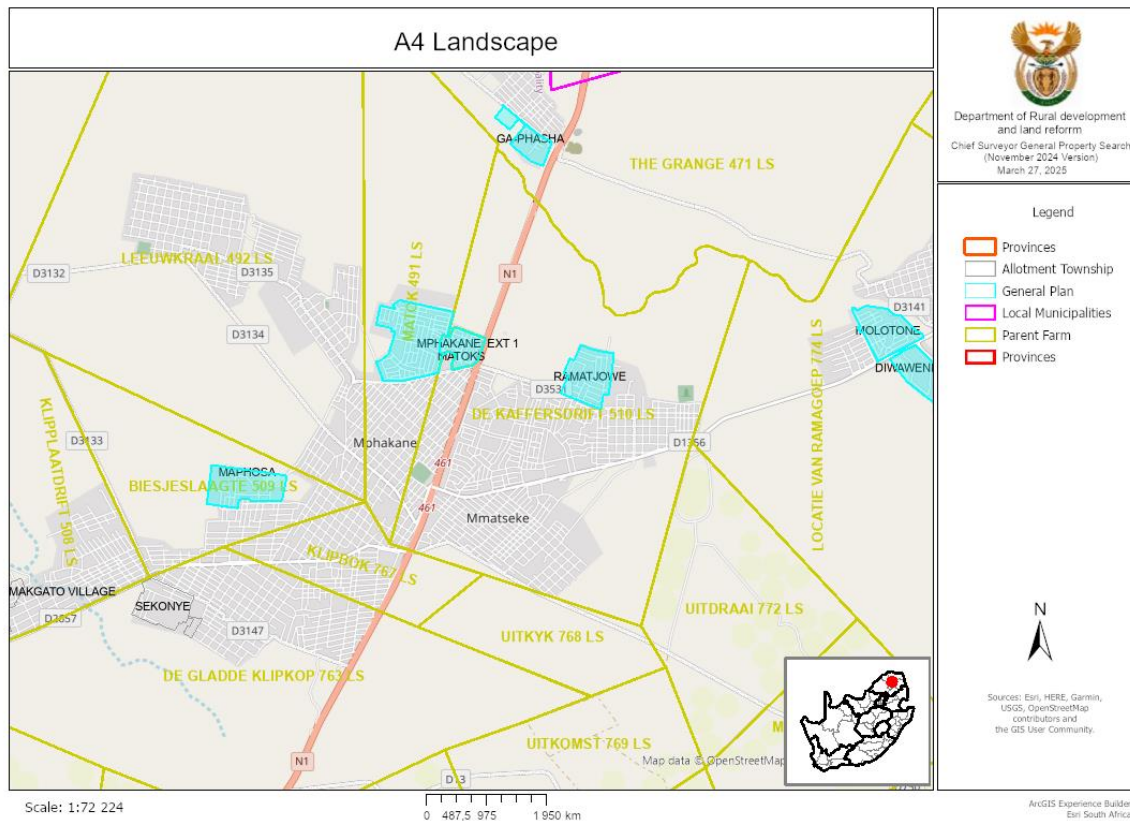 A4 Landscape
Department of Rural development
and land reforrm
Chief Surveyor General Property Search
(November 2024 Version)
March 27, 2025
Legend
Provinces
Allotment Township
General Plan
Local Municipalities
Parent Farm
Provinces
N
Sources: Esri, HERE, Garmin,
USGS, OpenStreetMap
contributors and
the GIS User Community.
GA-PHASHA
THE GRANGE 471 LS
LEEUWKRAAL 492 LS
D3132
D3135
N1
MATOK 491 LS
D3134
D3141
MOLOTONE
MPHAKANE EXT 1
MATOKS
DIWAWENI
RAMATJOWE
D353
DE KAFFERSDRIFT 510 LS
LOCATIE VAN RAMAGOEP 774 LS
KLIPPLAATDRIFT 508 LS
D3133
Mphakane
D1356
461
MAPHOSA
BIESJESLAAGTE 509 LS
461
Mmatseke
KLIPBOK 767 LS
MAKGATO VILLAGE
SEKONYE
UITDRAAI 772 LS
D3147
UITKYK 768 LS
DE GLADDE KLIPKOP 763 LS
UITKOMST 769 LS
M
N1
Map data © OpenStreetMap
D13
Scale: 1:72 224
0 487,5 975 1 950 km
ArcGIS Experience Builder
Esri South Africa